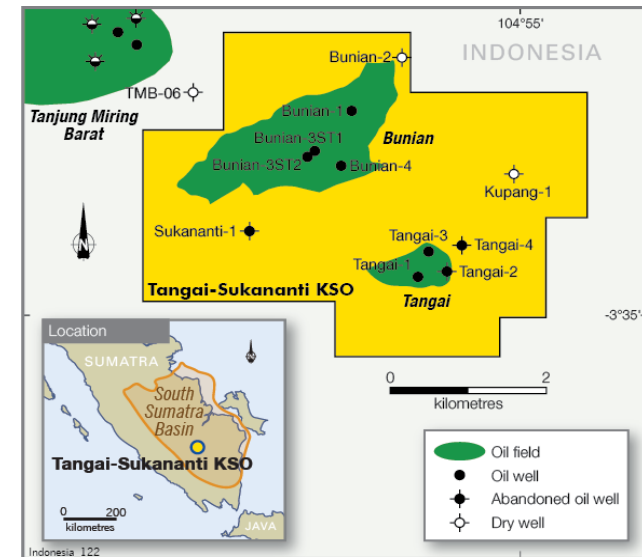 104°55'
INDONESIA
Bunian-2
TMB-06
Tanjung Miring
Barat
Bunian-1
Bunian
Bunian-3ST1
Bunian-3ST2
Bunian-4
Kupang-1
Sukananti-1
Tangai-3
Tangai-4
Tangai-1
Tangai-2
Tangai-Sukananti KSO
Tangai
-3°35'
N
Location
SUMATRA
South
Sumatra
Basin
Tangai-Sukananti KSO
0 200
kilometres
JAVA
0 2
kilometres
Oil field
Oil well
Abandoned oil well
Dry well
Indonesia 122